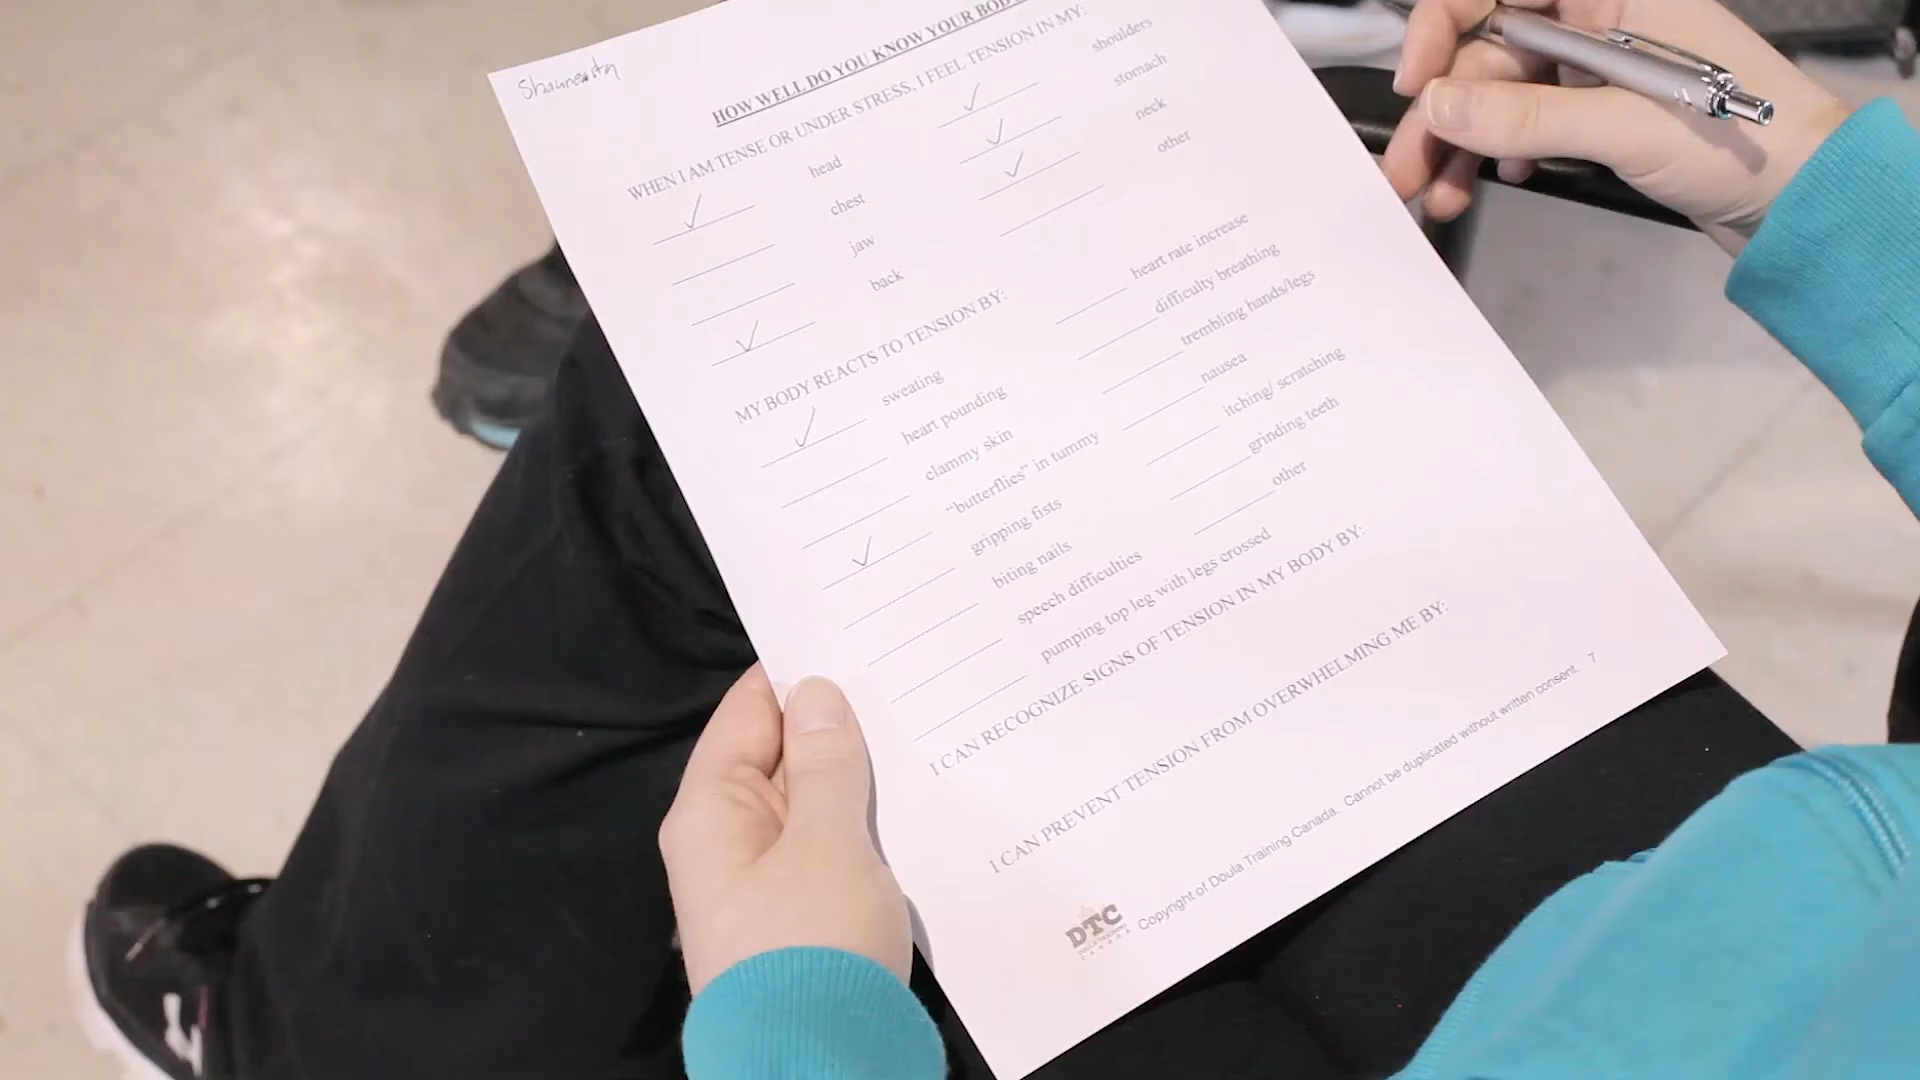 HOW WELL DO YOU KNOW YOUR
WHEN I AM TENSE OR UNDER STRESS, I FEEL TENSION IN MY:
✓ head ✓ shoulders
chest ✓ stomach
jaw ✓ neck
✓ back other
MY BODY REACTS TO TENSION BY:
✓ sweating heart rate increase
heart pounding difficulty breathing
clammy skin trembling hands/legs
✓ "butterflies" in tummy nausea
gripping fists itching/ scratching
biting nails grinding teeth
speech difficulties other
pumping top leg with legs crossed
I CAN RECOGNIZE SIGNS OF TENSION IN MY BODY BY:
I CAN PREVENT TENSION FROM OVERWHELMING ME BY:
DTC
DOULA TRAINING
CANADA
Copyright of Doula Training Canada. Cannot be duplicated without written consent. 7